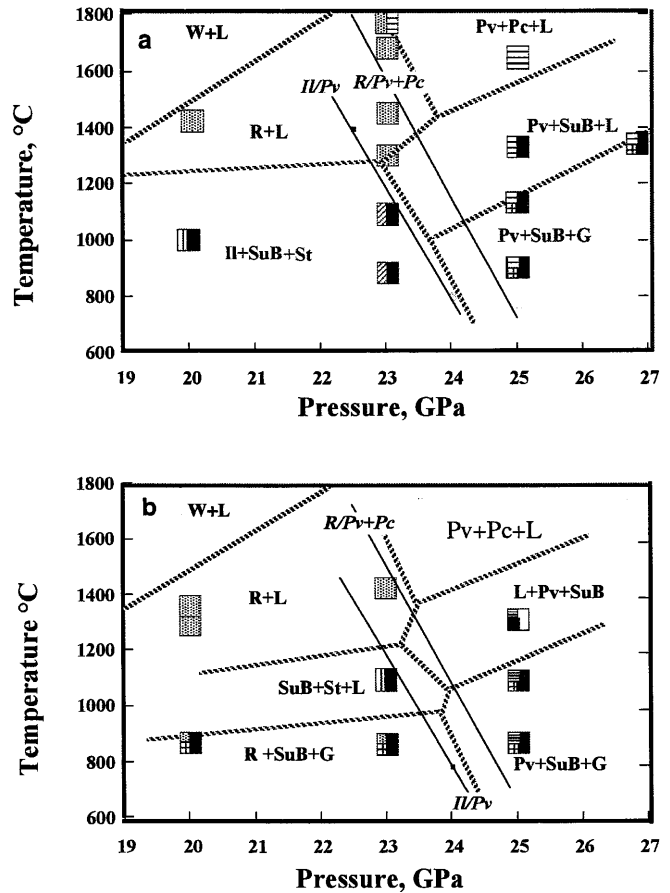 a
W+L
Pv+Pc+L
Il/Pv
R/Pv+Pc
R+L
Pv+SuB+L
Il+SuB+St
Pv+SuB+G
1800
1600
1400
1200
1000
800
600
Temperature, °C
19 20 21 22 23 24 25 26 27
Pressure, GPa
b
W+L
R/Pv+Pc
Pv+Pc+L
R+L
L+Pv+SuB
SuB+St+L
R +SuB+G
Pv+SuB+G
Il/Pv
1800
1600
1400
1200
1000
800
600
Temperature °C
19 20 21 22 23 24 25 26 27
Pressure, GPa